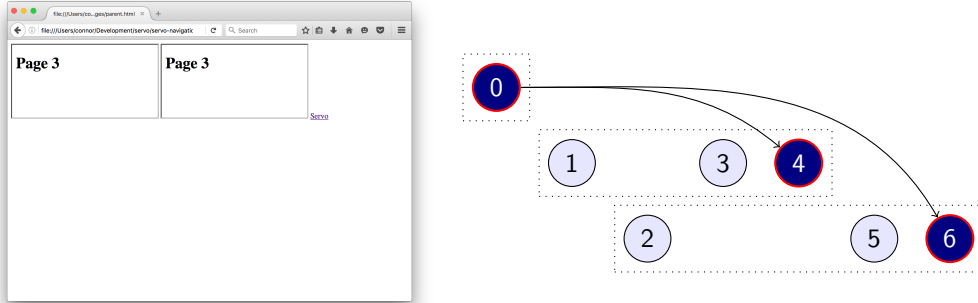 file:///Users/co...ges/parent.html × +
file:///Users/connor/Development/servo/servo-navigatic
Search
Page 3 Page 3
Servo
0
1 3 4
2 5 6